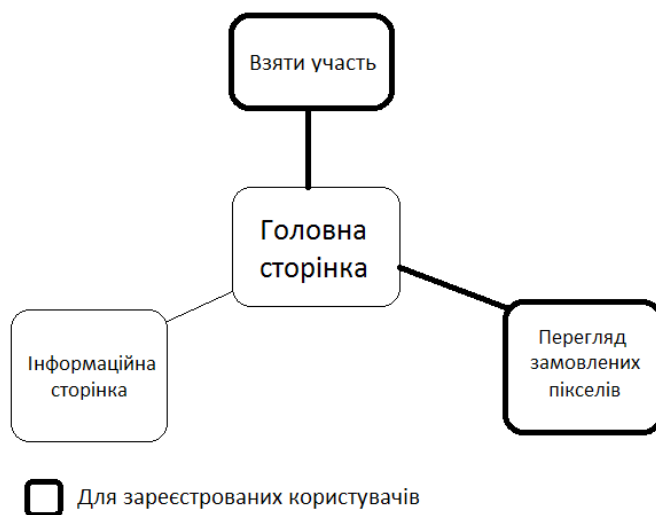 Взяти участь
Головна
сторінка
Інформаційна
сторінка
Перегляд
замовлених
пікселів
Для зареєстрованих користувачів